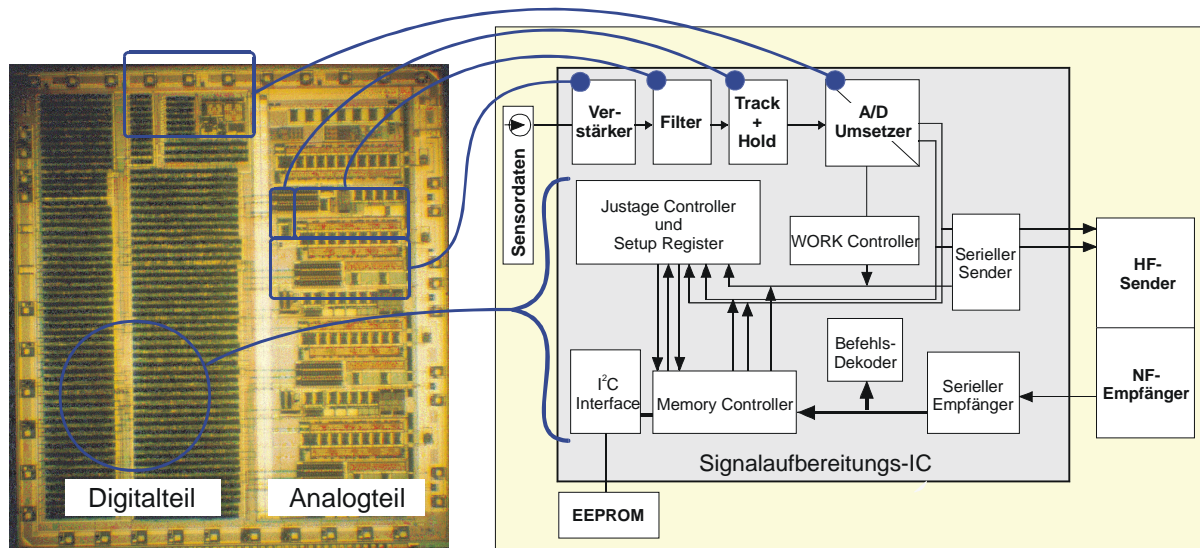 Sensordaten
Ver-
stärker
Filter
Track
+
Hold
A/D
Umsetzer
Justage Controller
und
Setup Register
WORK Controller
Serieller
Sender
HF-
Sender
Befehls-
Dekoder
I²C
Interface
Memory Controller
Serieller
Empfänger
NF-
Empfänger
Signalaufbereitungs-IC
EEPROM
Digitalteil
Analogteil